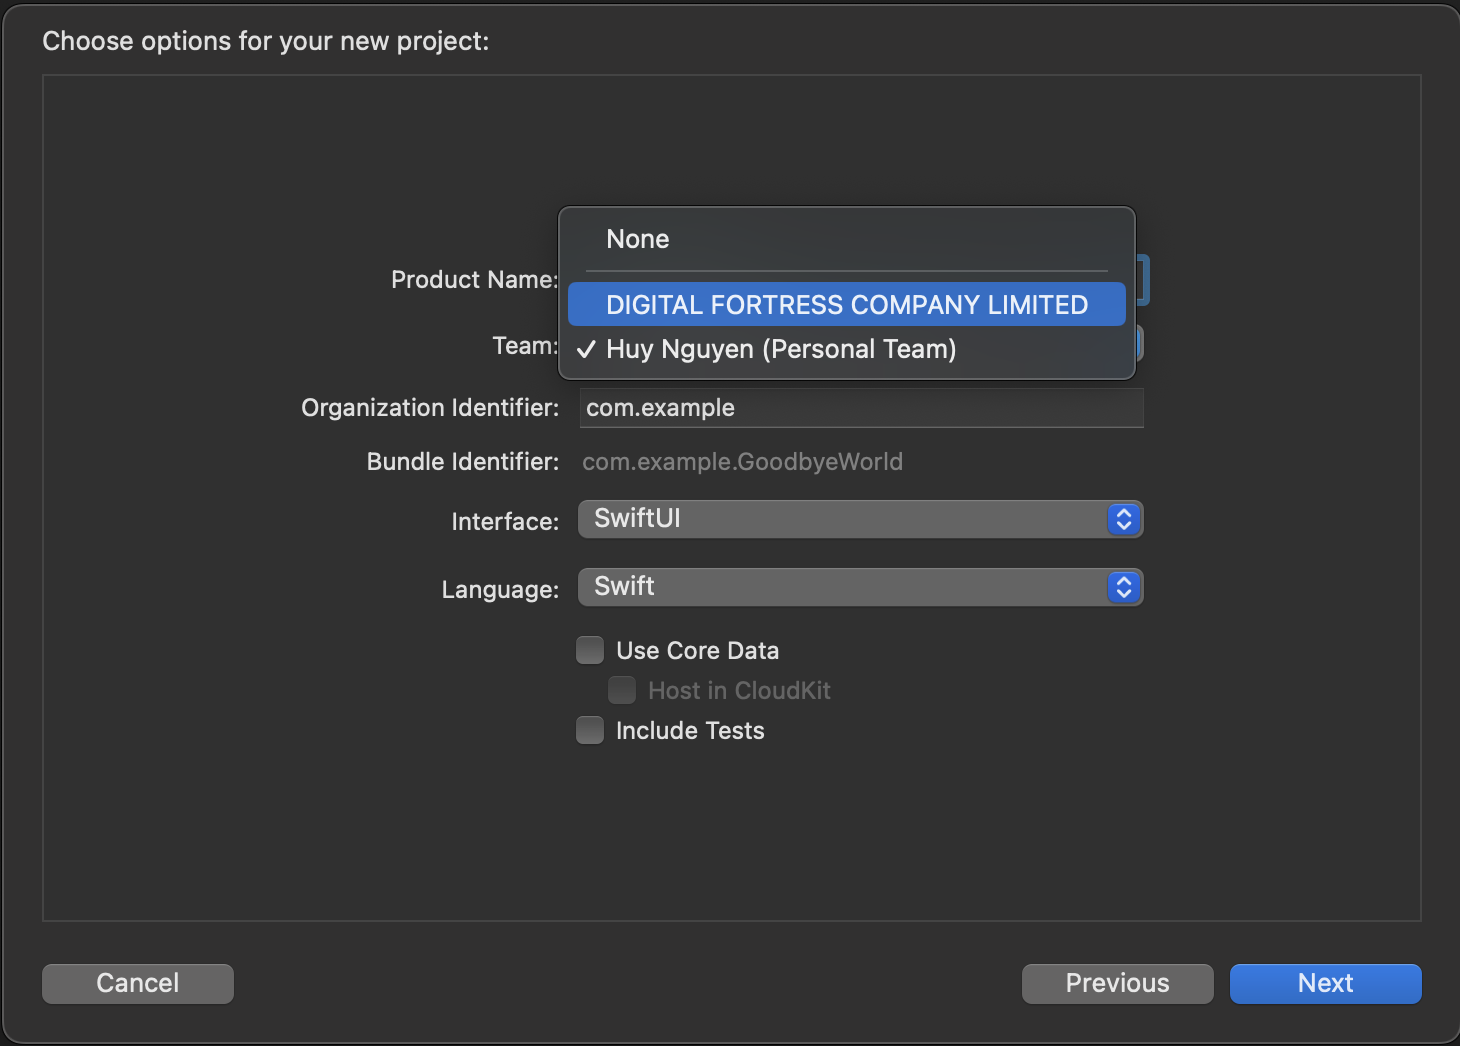 Choose options for your new project:
None
Product Name:
DIGITAL FORTRESS COMPANY LIMITED
Team:
✓ Huy Nguyen (Personal Team)
Organization Identifier: com.example
Bundle Identifier: com.example.GoodbyeWorld
Interface: SwiftUI
Language: Swift
Use Core Data
Host in CloudKit
Include Tests
Cancel Previous Next